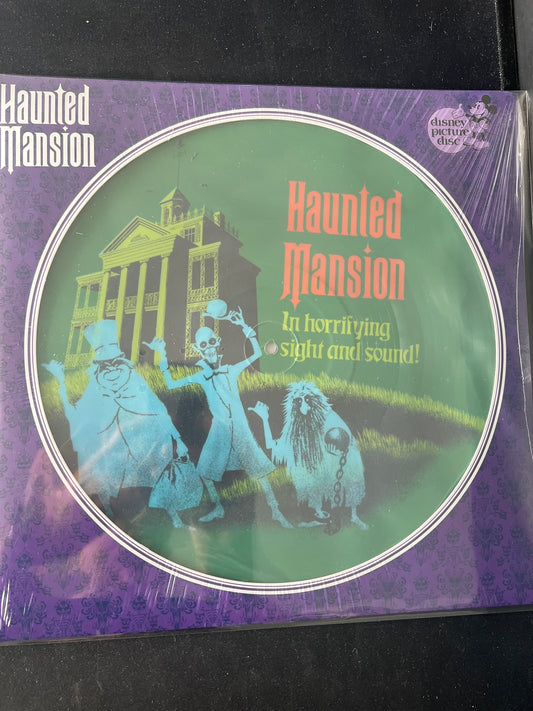 Haunted
Mansion
disney
picture
disc
Haunted
Mansion
In horrifying
sight and sound!